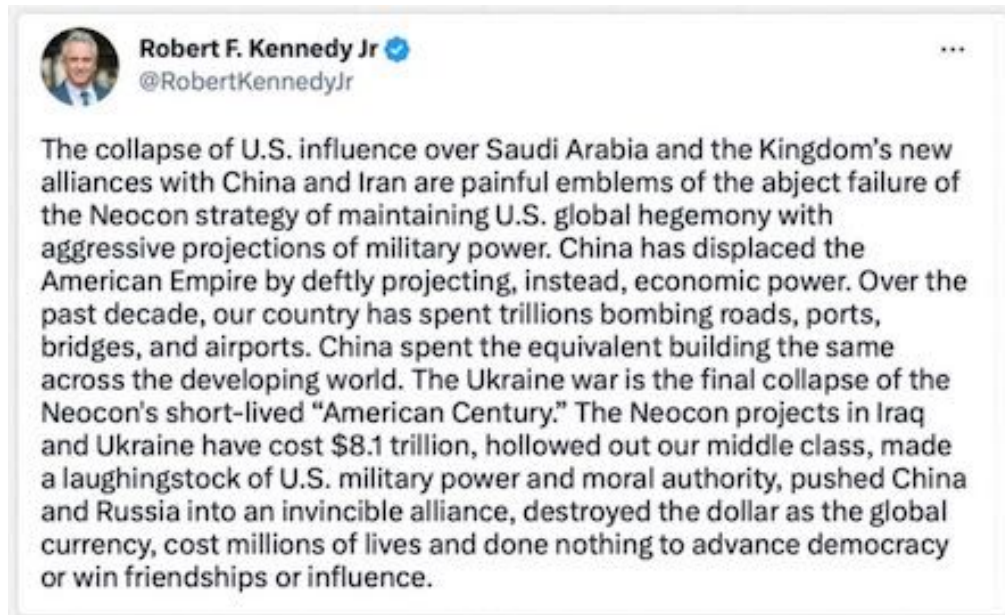 Robert F. Kennedy Jr
@RobertKennedyJr
The collapse of U.S. influence over Saudi Arabia and the Kingdom's new
alliances with China and Iran are painful emblems of the abject failure of
the Neocon strategy of maintaining U.S. global hegemony with
aggressive projections of military power. China has displaced the
American Empire by deftly projecting, instead, economic power. Over the
past decade, our country has spent trillions bombing roads, ports,
bridges, and airports. China spent the equivalent building the same
across the developing world. The Ukraine war is the final collapse of the
Neocon's short-lived “American Century.” The Neocon projects in Iraq
and Ukraine have cost $8.1 trillion, hollowed out our middle class, made
a laughingstock of U.S. military power and moral authority, pushed China
and Russia into an invincible alliance, destroyed the dollar as the global
currency, cost millions of lives and done nothing to advance democracy
or win friendships or influence.